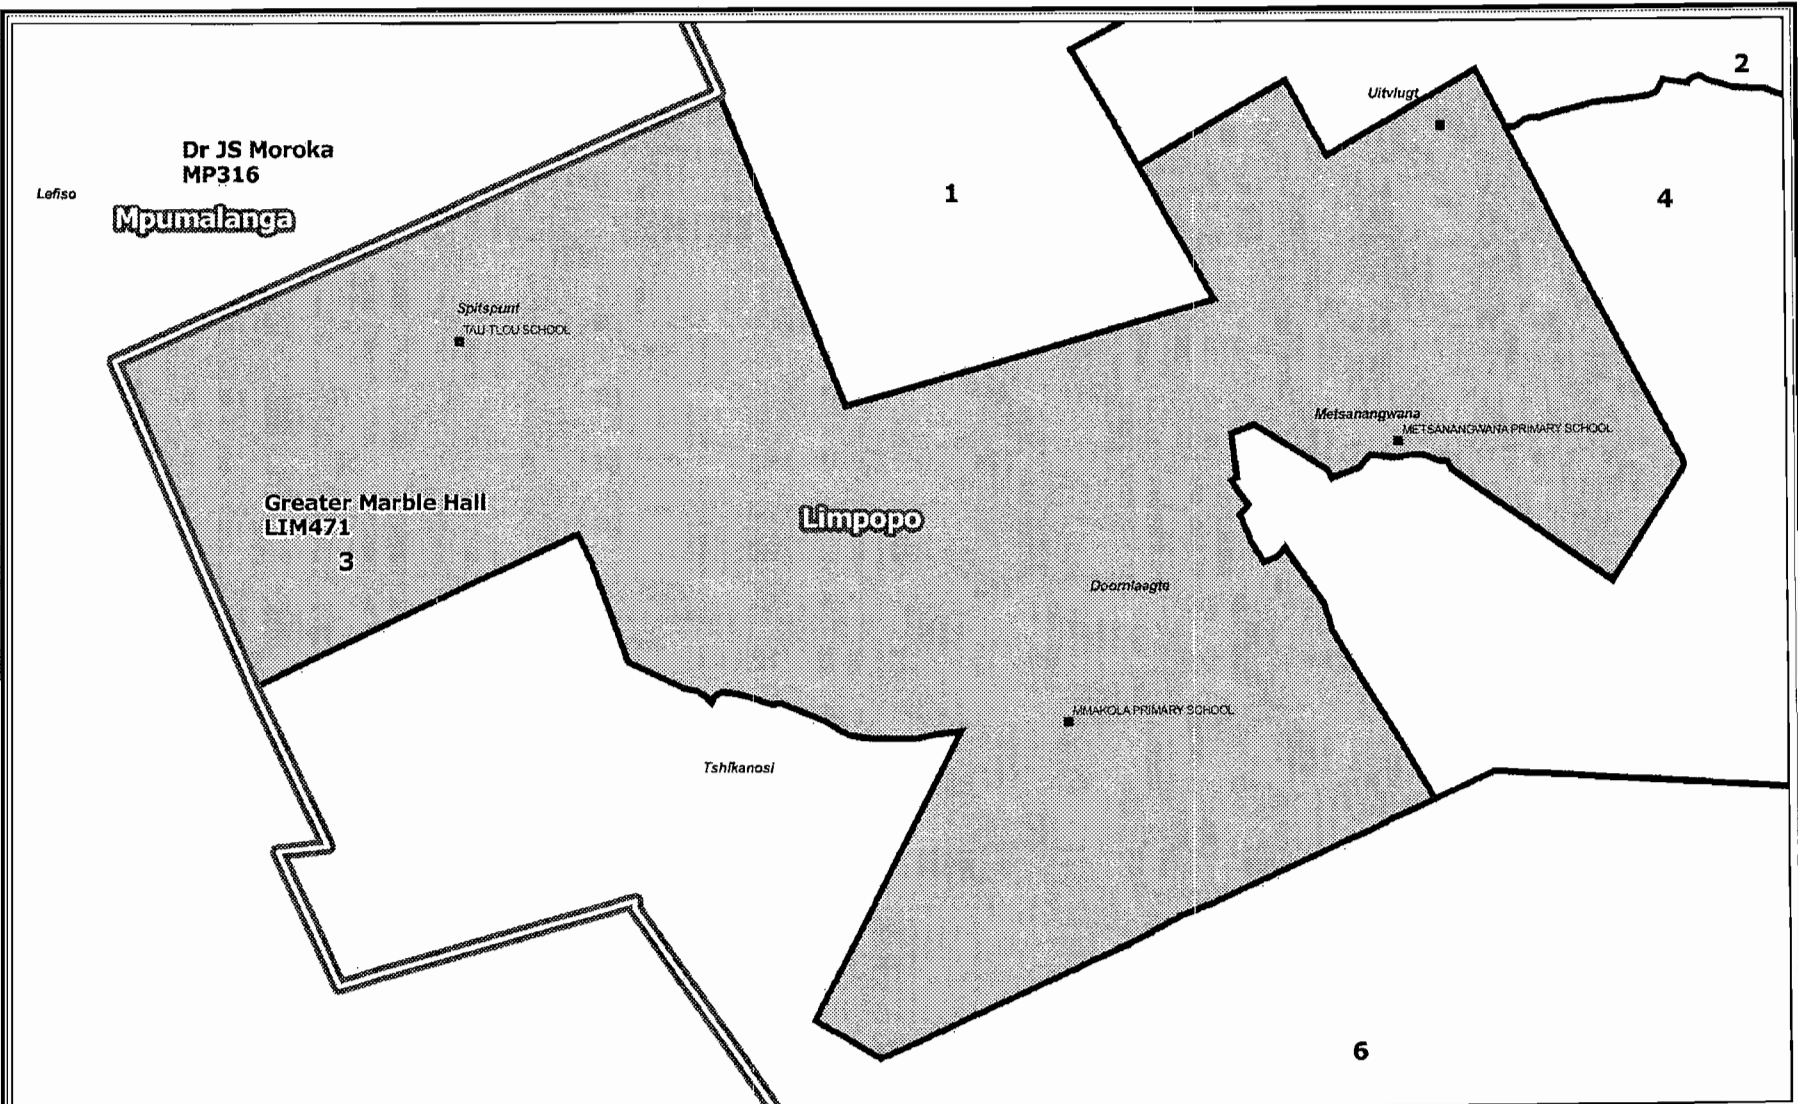 2
Uitvlugt
Dr JS Moroka
MP316
Lefiso
Mpumalanga
1
4
Spitspunt
TAU-TLOU SCHOOL
Metsanangwana
METSANANGWANA PRIMARY SCHOOL
Greater Marble Hall
LIM471
3
Limpopo
Doornlaagte
MMAKOLA PRIMARY SCHOOL
Tshikanosi
6